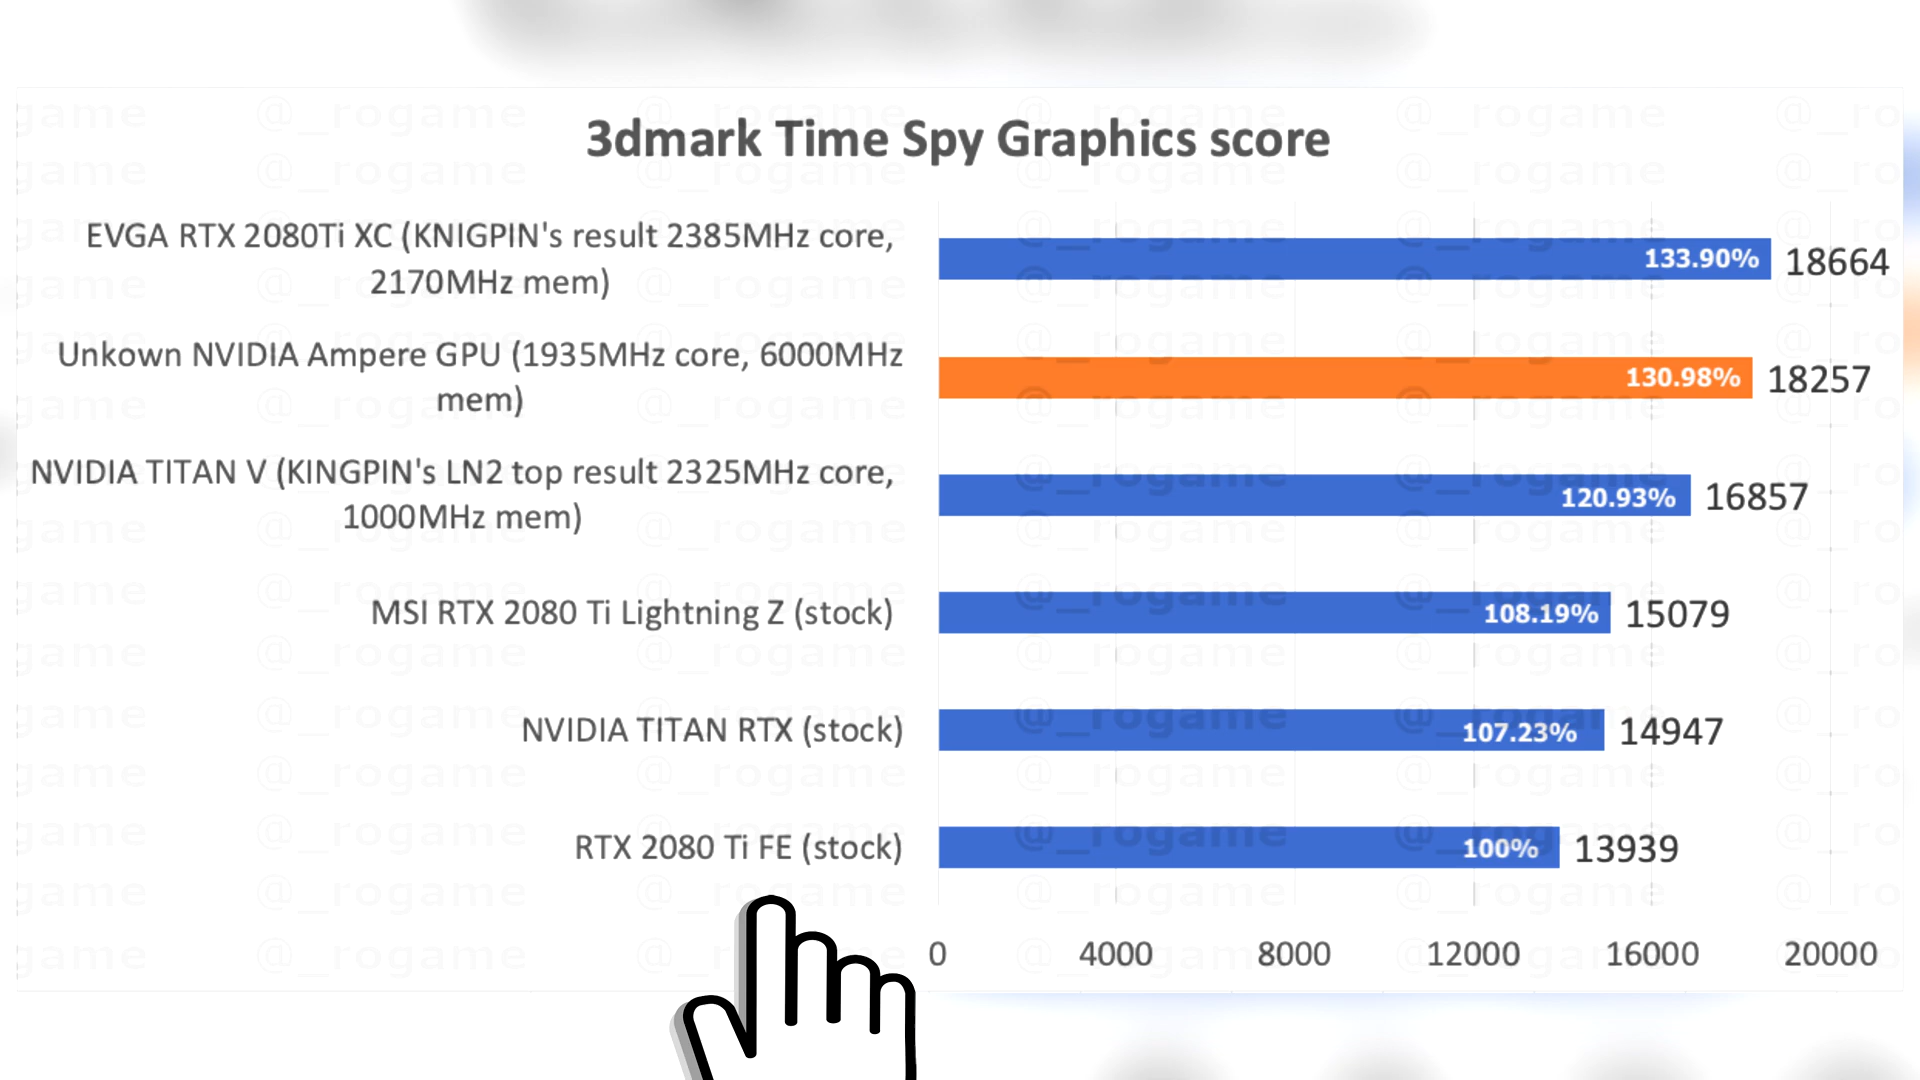 3dmark Time Spy Graphics score
EVGA RTX 2080Ti XC (KNIGPIN's result 2385MHz core,
2170MHz mem)
133.90% 18664
Unkown NVIDIA Ampere GPU (1935MHz core, 6000MHz
mem)
130.98% 18257
NVIDIA TITAN V (KINGPIN's LN2 top result 2325MHz core,
1000MHz mem)
120.93% 16857
MSI RTX 2080 Ti Lightning Z (stock)
108.19% 15079
NVIDIA TITAN RTX (stock)
107.23% 14947
RTX 2080 Ti FE (stock)
100% 13939
0 4000 8000 12000 16000 20000
@_rogame